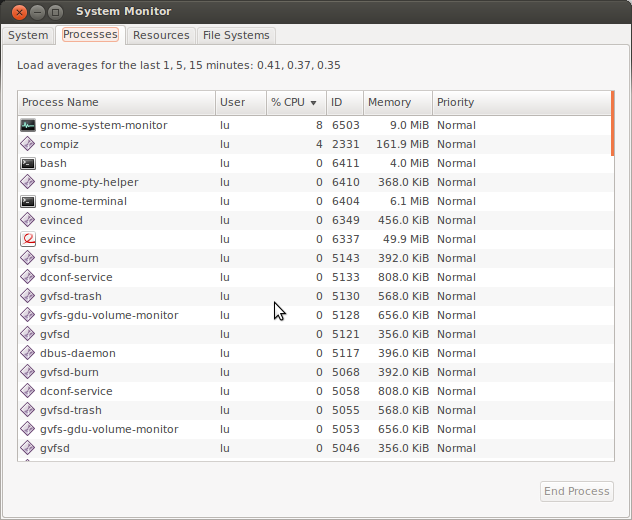 System Monitor
System Processes Resources File Systems
Load averages for the last 1, 5, 15 minutes: 0.41, 0.37, 0.35
Process Name User % CPU ID Memory Priority
gnome-system-monitor lu 8 6503 9.0 MiB Normal
compiz lu 4 2331 161.9 MiB Normal
bash lu 0 6411 4.0 MiB Normal
gnome-pty-helper lu 0 6410 368.0 KiB Normal
gnome-terminal lu 0 6404 6.1 MiB Normal
evinced lu 0 6349 456.0 KiB Normal
evince lu 0 6337 49.9 MiB Normal
gvfsd-burn lu 0 5143 392.0 KiB Normal
dconf-service lu 0 5133 808.0 KiB Normal
gvfsd-trash lu 0 5130 568.0 KiB Normal
gvfs-gdu-volume-monitor lu 0 5128 656.0 KiB Normal
gvfsd lu 0 5121 356.0 KiB Normal
dbus-daemon lu 0 5117 396.0 KiB Normal
gvfsd-burn lu 0 5068 392.0 KiB Normal
dconf-service lu 0 5058 808.0 KiB Normal
gvfsd-trash lu 0 5055 568.0 KiB Normal
gvfs-gdu-volume-monitor lu 0 5053 656.0 KiB Normal
gvfsd lu 0 5046 356.0 KiB Normal
End Process